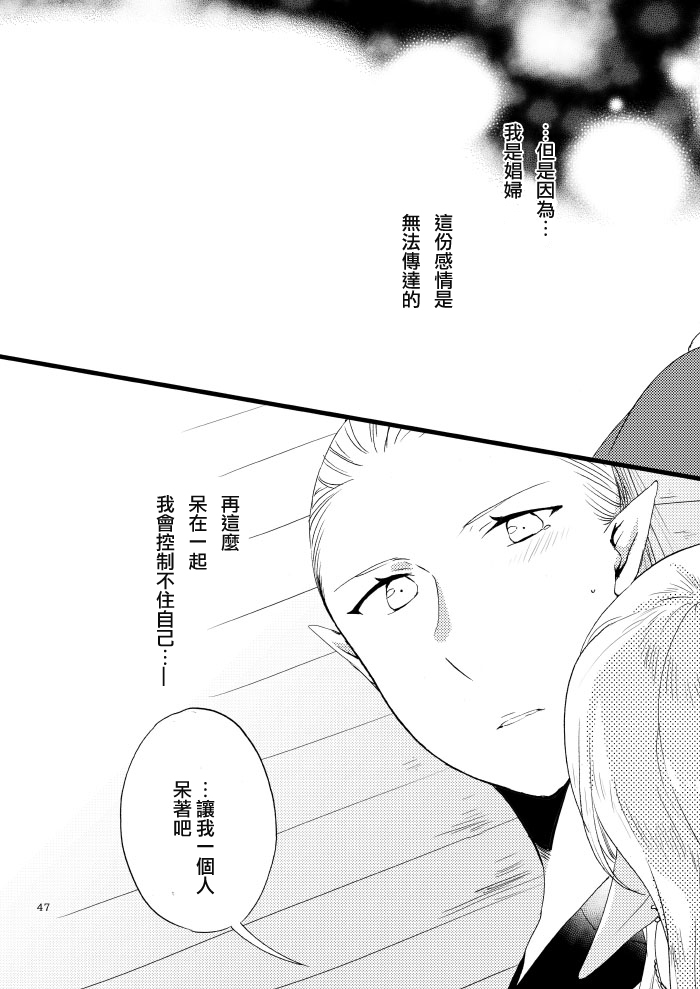 …但是因為…
我是娼婦
這份感情是
無法傳達的
再這麼
呆在一起
我會控制不住自己…—
…讓我一個人
呆著吧
47